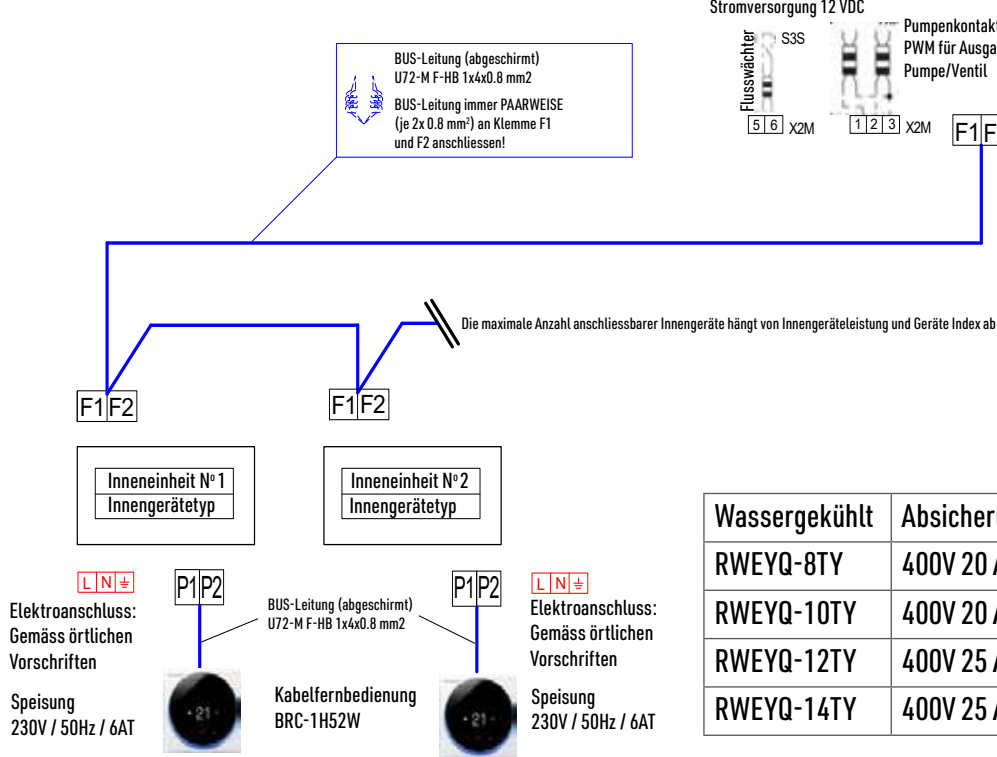 Stromversorgung 12 VDC
Flusswächter
S3S
Pumpenkontakt
PWM für Ausga
Pumpe/Ventil
5 6 X2M
1 2 3 X2M
F1 F
BUS-Leitung (abgeschirmt)
U72-M F-HB 1x4x0.8 mm2
BUS-Leitung immer PAARWEISE
(je 2x 0.8 mm²) an Klemme F1
und F2 anschliessen!
Die maximale Anzahl anschliessbarer Innengeräte hängt von Innengeräteleistung und Geräte Index ab
F1 F2
F1 F2
Inneneinheit Nº 1
Innengerätetyp
Inneneinheit Nº 2
Innengerätetyp
L N ⏚
P1 P2
Elektroanschluss:
Gemäss örtlichen
Vorschriften
Speisung
230V / 50Hz / 6AT
BUS-Leitung (abgeschirmt)
U72-M F-HB 1x4x0.8 mm2
21
Kabelfernbedienung
BRC-1H52W
P1 P2
L N ⏚
Elektroanschluss:
Gemäss örtlichen
Vorschriften
Speisung
230V / 50Hz / 6AT
21
Wassergekühlt Absicheru
RWEYQ-8TY 400V 20 A
RWEYQ-10TY 400V 20 A
RWEYQ-12TY 400V 25 A
RWEYQ-14TY 400V 25 A